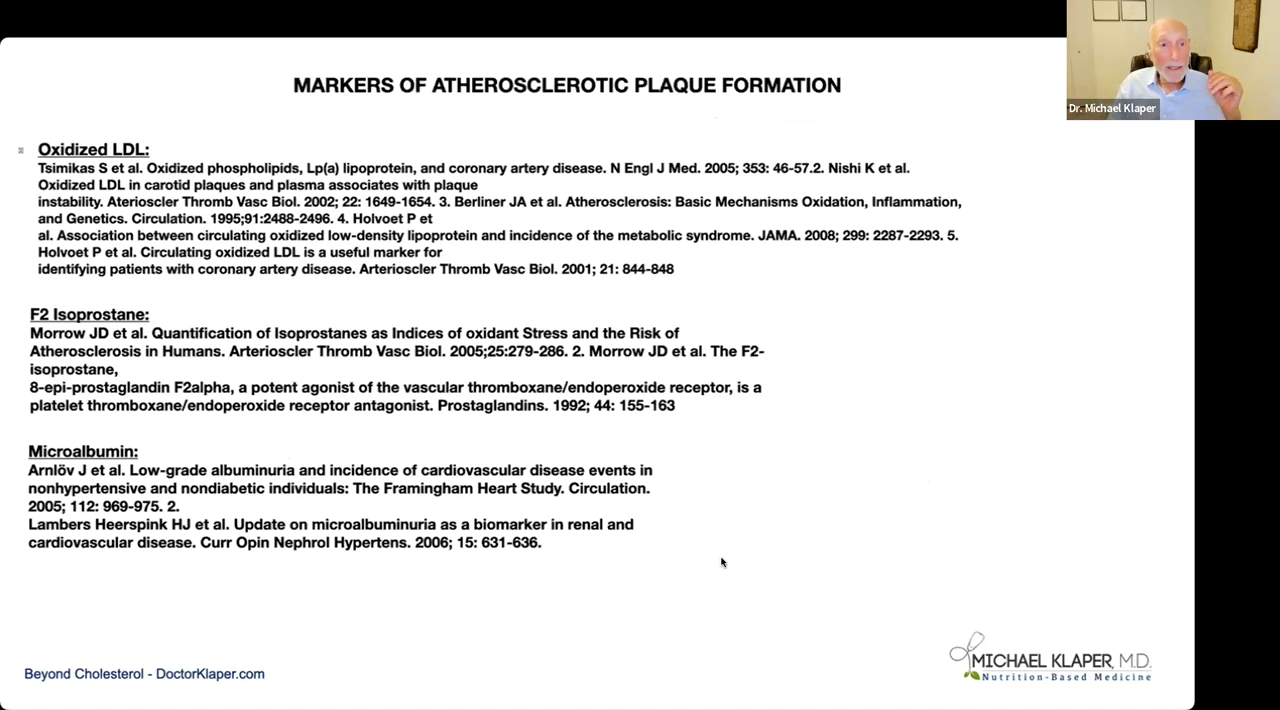 MARKERS OF ATHEROSCLEROTIC PLAQUE FORMATION
Dr. Michael Klaper
Oxidized LDL:
Tsimikas S et al. Oxidized phospholipids, Lp(a) lipoprotein, and coronary artery disease. N Engl J Med. 2005; 353: 46-57.2. Nishi K et al.
Oxidized LDL in carotid plaques and plasma associates with plaque
instability. Aterioscler Thromb Vasc Biol. 2002; 22: 1649-1654. 3. Berliner JA et al. Atherosclerosis: Basic Mechanisms Oxidation, Inflammation,
and Genetics. Circulation. 1995;91:2488-2496. 4. Holvoet P et
al. Association between circulating oxidized low-density lipoprotein and incidence of the metabolic syndrome. JAMA. 2008; 299: 2287-2293. 5.
Holvoet P et al. Circulating oxidized LDL is a useful marker for
identifying patients with coronary artery disease. Arterioscler Thromb Vasc Biol. 2001; 21: 844-848
F2 Isoprostane:
Morrow JD et al. Quantification of Isoprostanes as Indices of oxidant Stress and the Risk of
Atherosclerosis in Humans. Arterioscler Thromb Vasc Biol. 2005;25:279-286. 2. Morrow JD et al. The F2-
isoprostane,
8-epi-prostaglandin F2alpha, a potent agonist of the vascular thromboxane/endoperoxide receptor, is a
platelet thromboxane/endoperoxide receptor antagonist. Prostaglandins. 1992; 44: 155-163
Microalbumin:
Arnlöv J et al. Low-grade albuminuria and incidence of cardiovascular disease events in
nonhypertensive and nondiabetic individuals: The Framingham Heart Study. Circulation.
2005; 112: 969-975. 2.
Lambers Heerspink HJ et al. Update on microalbuminuria as a biomarker in renal and
cardiovascular disease. Curr Opin Nephrol Hypertens. 2006; 15: 631-636.
Beyond Cholesterol - DoctorKlaper.com
MICHAEL KLAPER, M.D.
Nutrition-Based Medicine